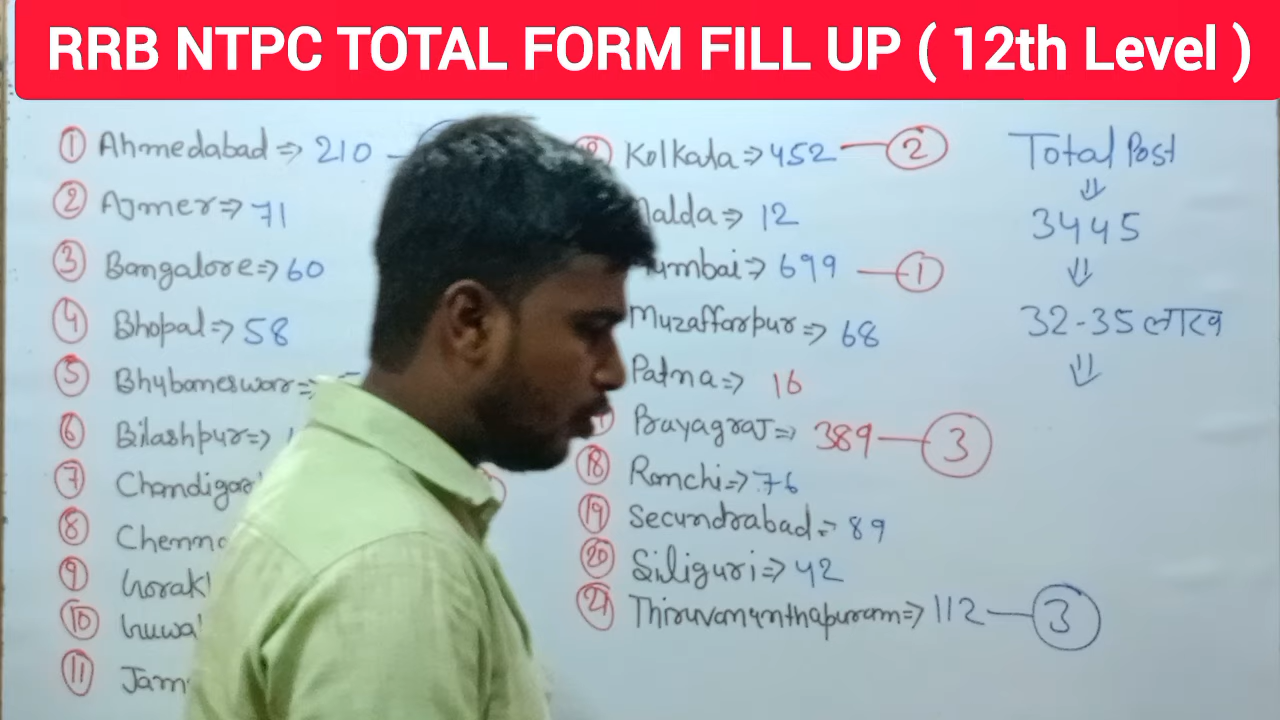 RRB NTPC TOTAL FORM FILL UP ( 12th Level )
① Ahmedabad ⇒ 210 —
② Ajmer ⇒ 71
③ Bangalore ⇒ 60
④ Bhopal ⇒ 58
⑤ Bhubaneswar ⇒
⑥ Bilashpur ⇒
⑦ Chandigar
⑧ Chenna
⑨ Gorak
⑩ Guwa
⑪ Jam
Kolkata ⇒ 452 — ②
Malda ⇒ 12
umbai ⇒ 699 — ①
Muzaffarpur ⇒ 68
Patna ⇒ 16
Prayagraj ⇒ 389 — ③
⑱ Ranchi ⇒ 76
⑲ Secundrabad ⇒ 89
⑳ Siliguri ⇒ 42
㉑ Thiruvananthapuram ⇒ 112 — ③
Total Post
⇓
3445
⇓
32-35 लाख
⇓